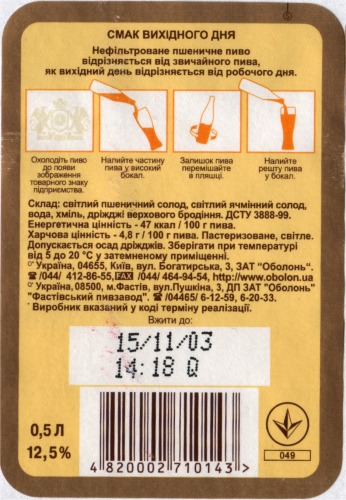 СМАК ВИХІДНОГО ДНЯ
Нефільтроване пшеничне пиво
відрізняється від звичайного пива,
як вихідний день відрізняється від робочого дня.
Охолодіть пиво
до появи
зображення
товарного знаку
підприємства.
Налийте частину
пива у високий
бокал.
Залишок пива
перемішайте
в пляшці.
Налийте
решту пива
у бокал.
Склад: світлий пшеничний солод, світлий ячмінний солод,
вода, хміль, дріжджі верхового бродіння. ДСТУ 3888-99.
Енергетична цінність - 47 ккал / 100 г пива.
Харчова цінність - 4,8 г / 100 г пива. Пастеризоване, світле.
Допускається осад дріжджів. Зберігати при температурі
від 5 до 20 °С у затемненому приміщенні.
О* Україна, 04655, Київ, вул. Богатирська, 3, ЗАТ "Оболонь".
☎ /044/ 412-86-55, FAX /044/ 464-94-54, http://www.obolon.ua
Ф* Україна, 08500, м.Фастів, вул.Пушкіна, 3, ДП ЗАТ "Оболонь"
"Фастівський пивзавод". ☎ /04465/ 6-12-59, 6-20-33.
* Виробник вказаний у коді терміну реалізації.
Вжити до:
15/11/03
14:18 Q
0,5 Л
12,5%
4 820002 710143 >
049